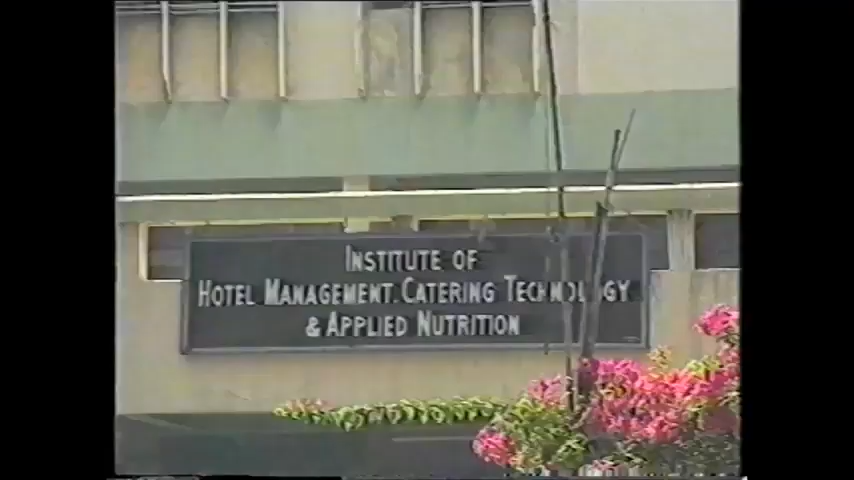 INSTITUTE OF
HOTEL MANAGEMENT. CATERING TECHNOLOGY
& APPLIED NUTRITION